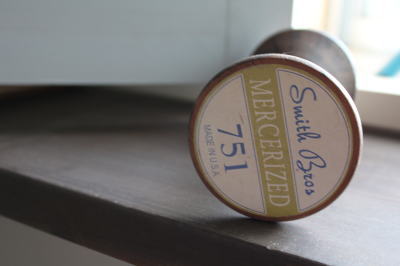 Smith Bros
MERCERIZED
751
MADE IN U.S.A.